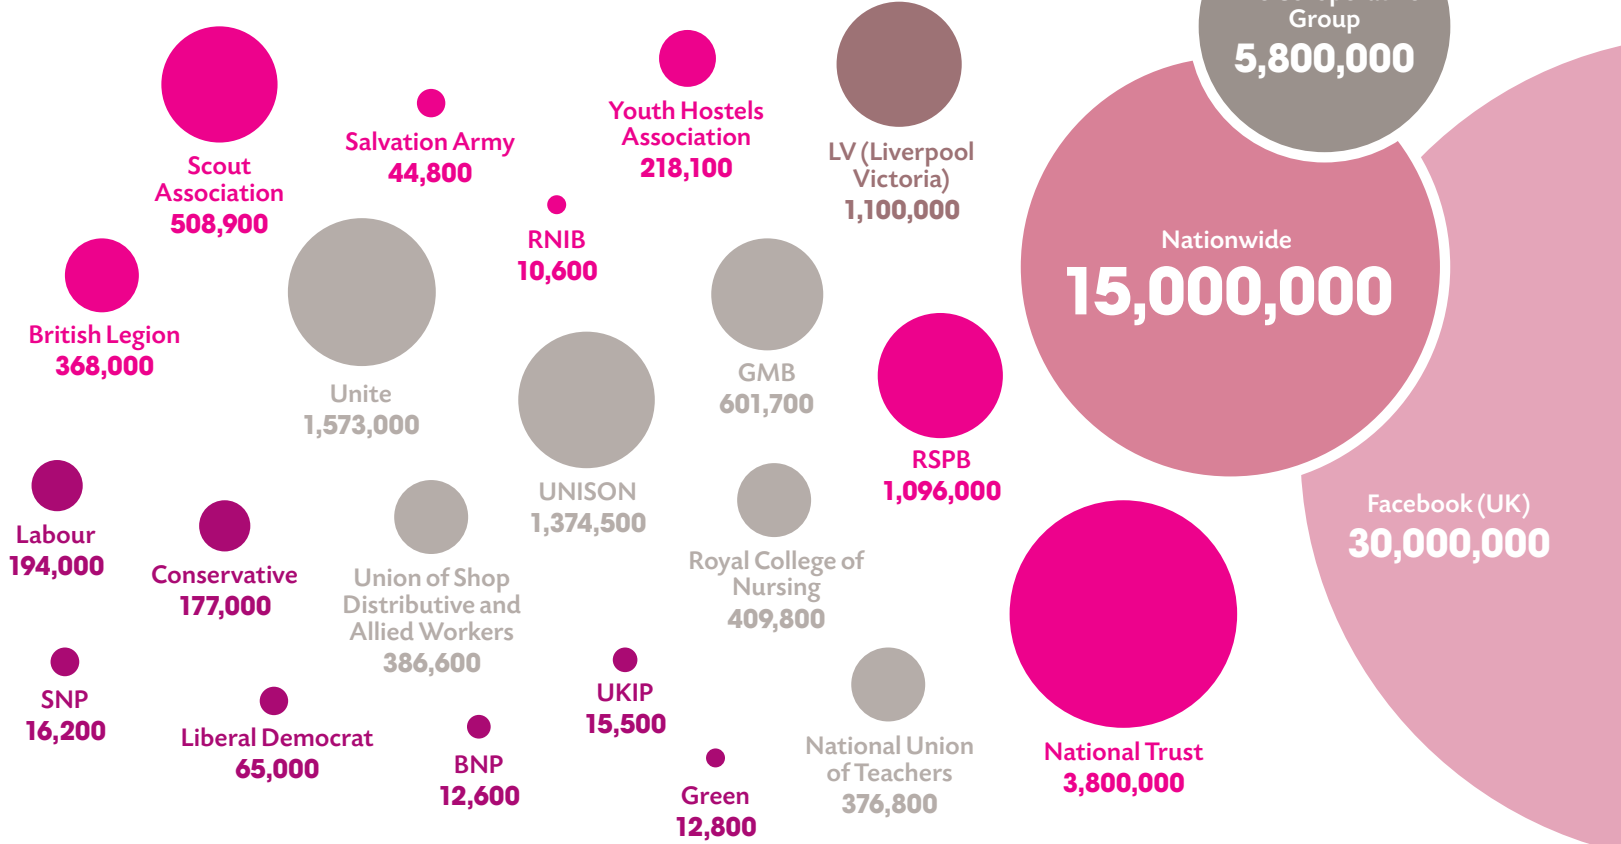 Group
5,800,000
Scout
Association
508,900
Salvation Army
44,800
Youth Hostels
Association
218,100
LV (Liverpool
Victoria)
1,100,000
RNIB
10,600
Nationwide
15,000,000
British Legion
368,000
Unite
1,573,000
GMB
601,700
RSPB
1,096,000
UNISON
1,374,500
Facebook (UK)
30,000,000
Labour
194,000
Conservative
177,000
Union of Shop
Distributive and
Allied Workers
386,600
Royal College of
Nursing
409,800
SNP
16,200
Liberal Democrat
65,000
BNP
12,600
UKIP
15,500
Green
12,800
National Union
of Teachers
376,800
National Trust
3,800,000